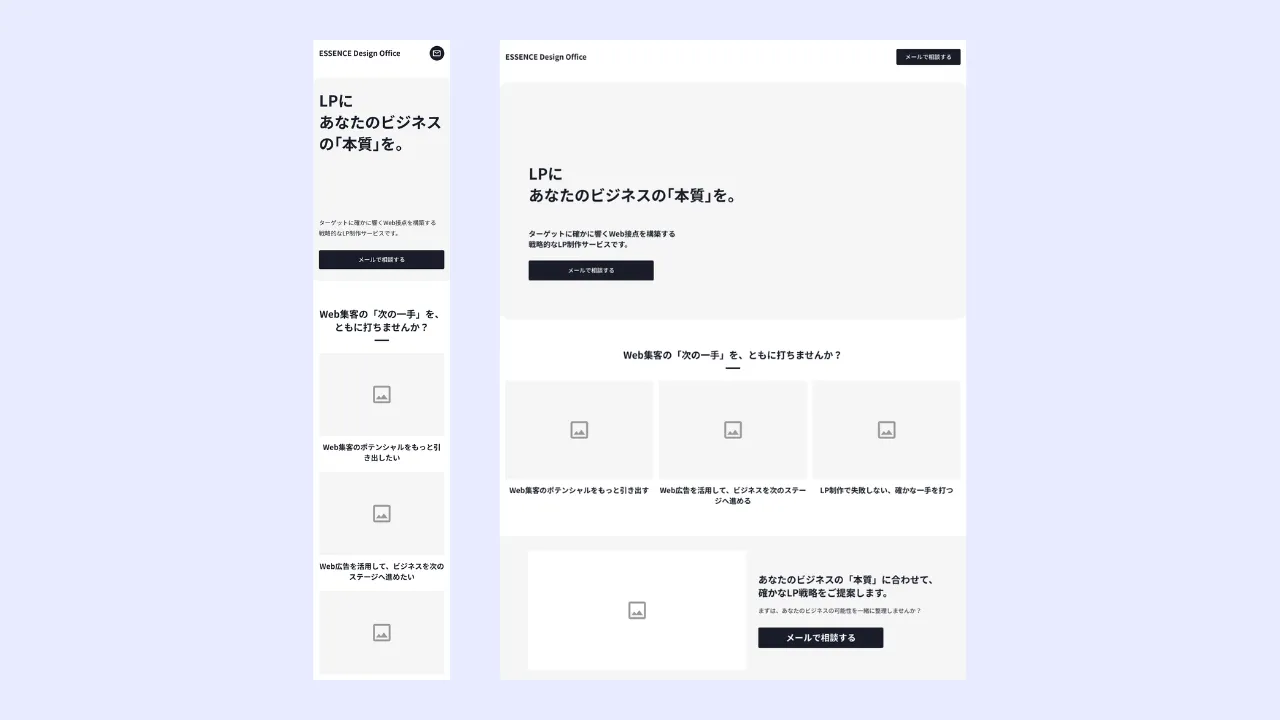 ESSENCE Design Office
LPに
あなたのビジネス
の｢本質｣を。
ターゲットに確かに響くWeb接点を構築する
戦略的なLP制作サービスです。
メールで相談する
Web集客の「次の一手」を、
ともに打ちませんか？
Web集客のポテンシャルをもっと引
き出したい
Web広告を活用して、ビジネスを次の
ステージへ進めたい
ESSENCE Design Office
メールで相談する
LPに
あなたのビジネスの｢本質｣を。
ターゲットに確かに響くWeb接点を構築する
戦略的なLP制作サービスです。
メールで相談する
Web集客の「次の一手」を、ともに打ちませんか？
Web集客のポテンシャルをもっと引き出す
Web広告を活用して、ビジネスを次のステー
ジへ進める
LP制作で失敗しない、確かな一手を打つ
あなたのビジネスの「本質」に合わせて、
確かなLP戦略をご提案します。
まずは、あなたのビジネスの可能性を一緒に整理しませんか？
メールで相談する